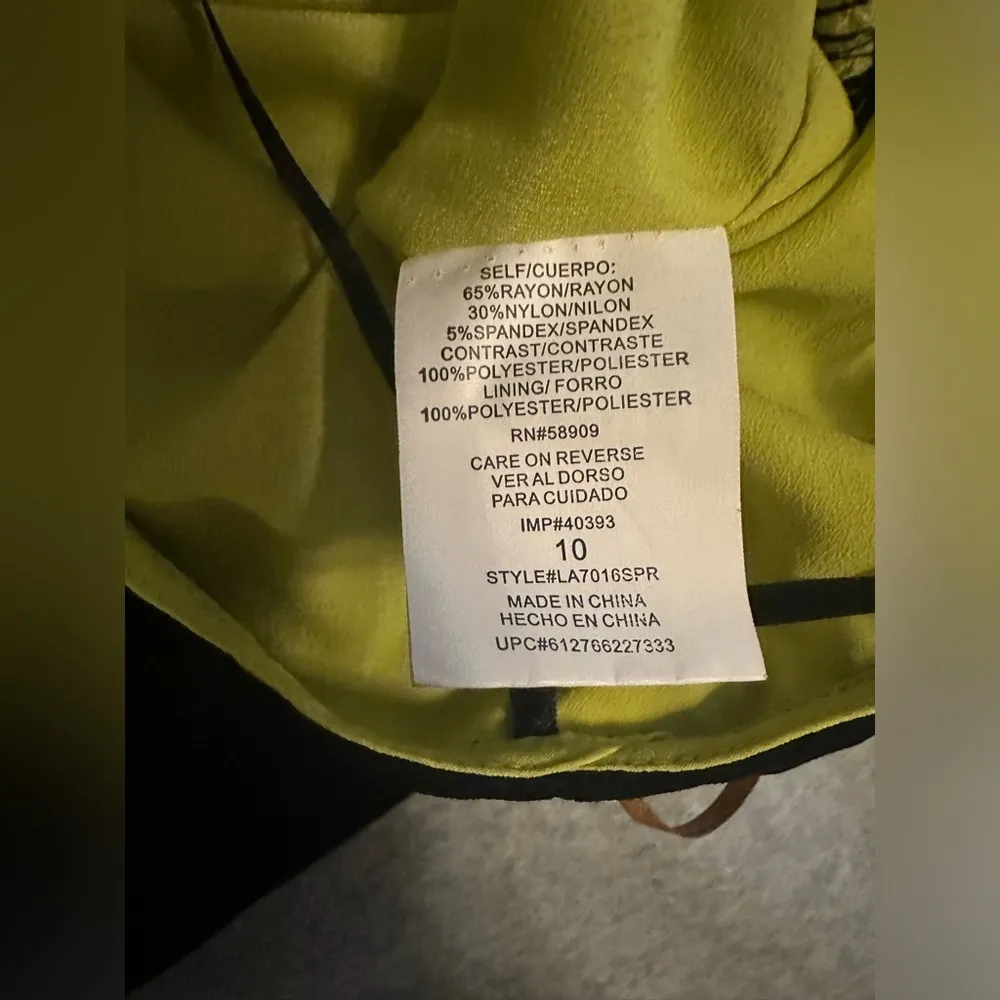 SELF/CUERPO:
65%RAYON/RAYON
30%NYLON/NILON
5%SPANDEX/SPANDEX
CONTRAST/CONTRASTE
100%POLYESTER/POLIESTER
LINING/ FORRO
100%POLYESTER/POLIESTER
RN#58909
CARE ON REVERSE
VER AL DORSO
PARA CUIDADO
IMP#40393
10
STYLE#LA7016SPR
MADE IN CHINA
HECHO EN CHINA
UPC#612766227333